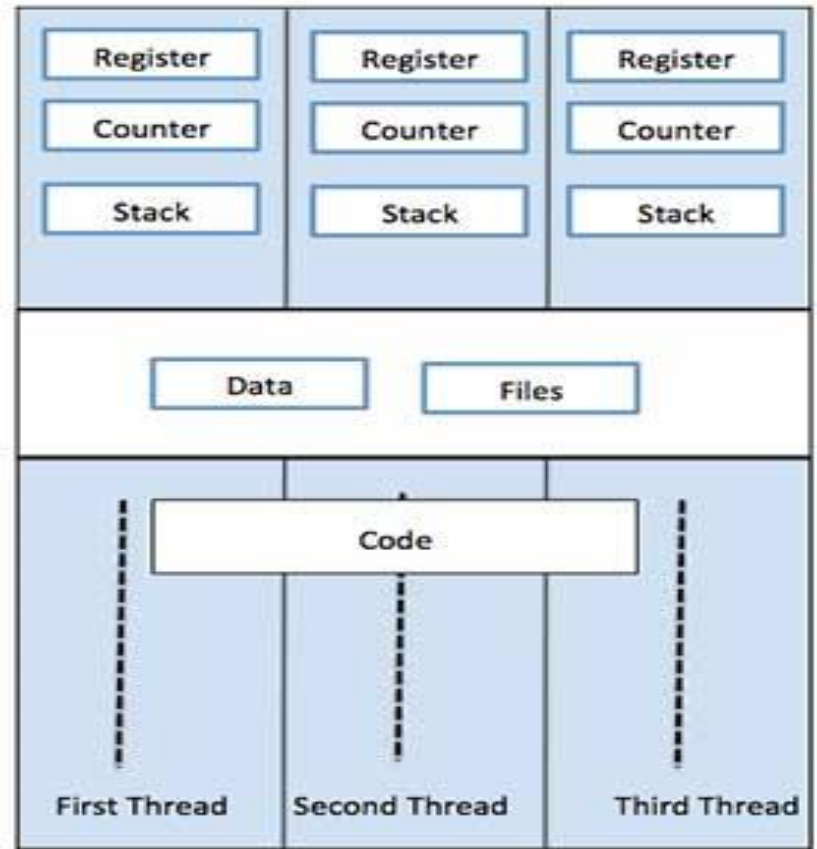 Register Register Register
Counter Counter Counter
Stack Stack Stack
Data Files
Code
First Thread Second Thread Third Thread